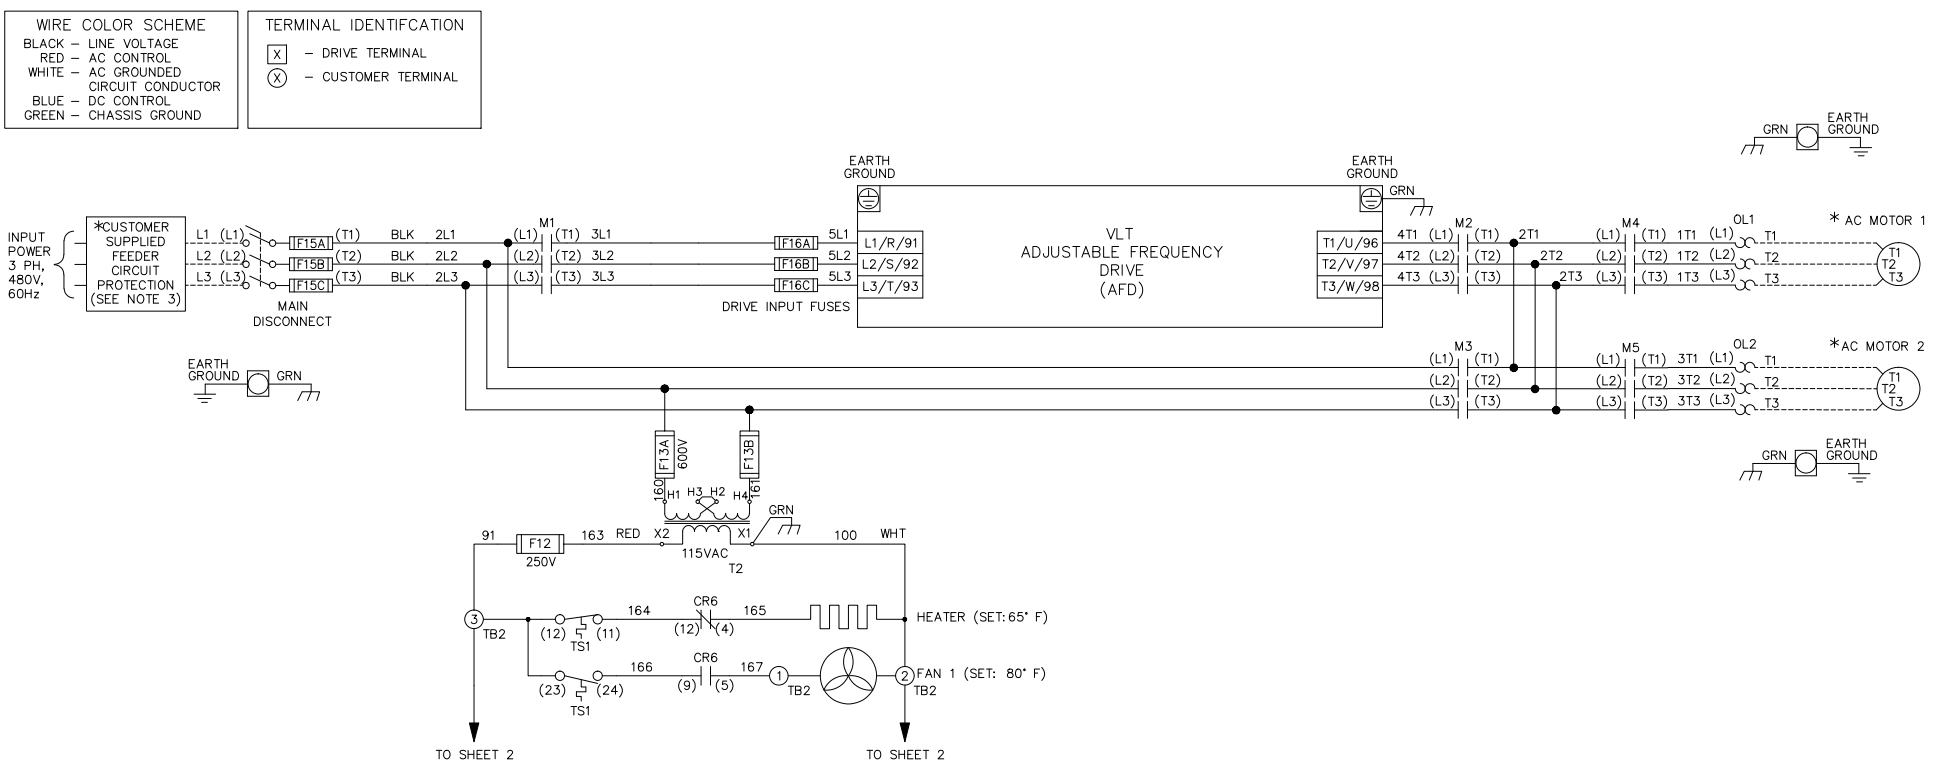 WIRE COLOR SCHEME
BLACK – LINE VOLTAGE
RED – AC CONTROL
WHITE – AC GROUNDED
CIRCUIT CONDUCTOR
BLUE – DC CONTROL
GREEN – CHASSIS GROUND
TERMINAL IDENTIFCATION
X – DRIVE TERMINAL
X – CUSTOMER TERMINAL
GRN
EARTH
GROUND
EARTH
GROUND
EARTH
GROUND
GRN
INPUT
POWER
3 PH,
480V,
60Hz
*CUSTOMER
SUPPLIED
FEEDER
CIRCUIT
PROTECTION
(SEE NOTE 3)
L1 (L1) F15A (T1) BLK 2L1 (L1) M1 (T1) 3L1 F16A 5L1 L1/R/91
L2 (L2) F15B (T2) BLK 2L2 (L2) (T2) 3L2 F16B 5L2 L2/S/92
L3 (L3) F15C (T3) BLK 2L3 (L3) (T3) 3L3 F16C 5L3 L3/T/93
MAIN
DISCONNECT
DRIVE INPUT FUSES
VLT
ADJUSTABLE FREQUENCY
DRIVE
(AFD)
M2 M4 OL1 * AC MOTOR 1
T1/U/96 4T1 (L1) (T1) 2T1 (L1) (T1) 1T1 (L1) T1
T2/V/97 4T2 (L2) (T2) 2T2 (L2) (T2) 1T2 (L2) T2
T3/W/98 4T3 (L3) (T3) 2T3 (L3) (T3) 1T3 (L3) T3
T1
T2
T3
M3 M5 OL2 *AC MOTOR 2
(L1) (T1) (L1) (T1) 3T1 (L1) T1
(L2) (T2) (L2) (T2) 3T2 (L2) T2
(L3) (T3) (L3) (T3) 3T3 (L3) T3
T1
T2
T3
EARTH
GROUND
GRN
GRN
EARTH
GROUND
F13A
600V
F13B
160
161
H1 H3 H2 H4
GRN
91 F12 163 RED X2 X1 100 WHT
250V
115VAC
T2
3
TB2
164 CR6 165
HEATER (SET:65° F)
(12) (11) (12) (4)
TS1
166 CR6 167 1 2 FAN 1 (SET: 80° F)
(23) (24) (9) (5) TB2 TB2
TS1
TO SHEET 2
TO SHEET 2